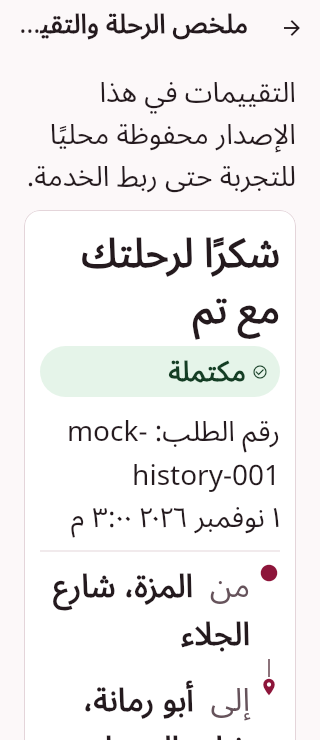 ملخص الرحلة والتقيي...
التقييمات في هذا
الإصدار محفوظة محليًا
للتجربة حتى ربط الخدمة.
شكرًا لرحلتك
مع تم
مكتملة
رقم الطلب: mock-
history-001
١ نوفمبر ٢٠٢٦ ٣:٠٠ م
من المزة، شارع
الجلاء
إلى أبو رمانة،